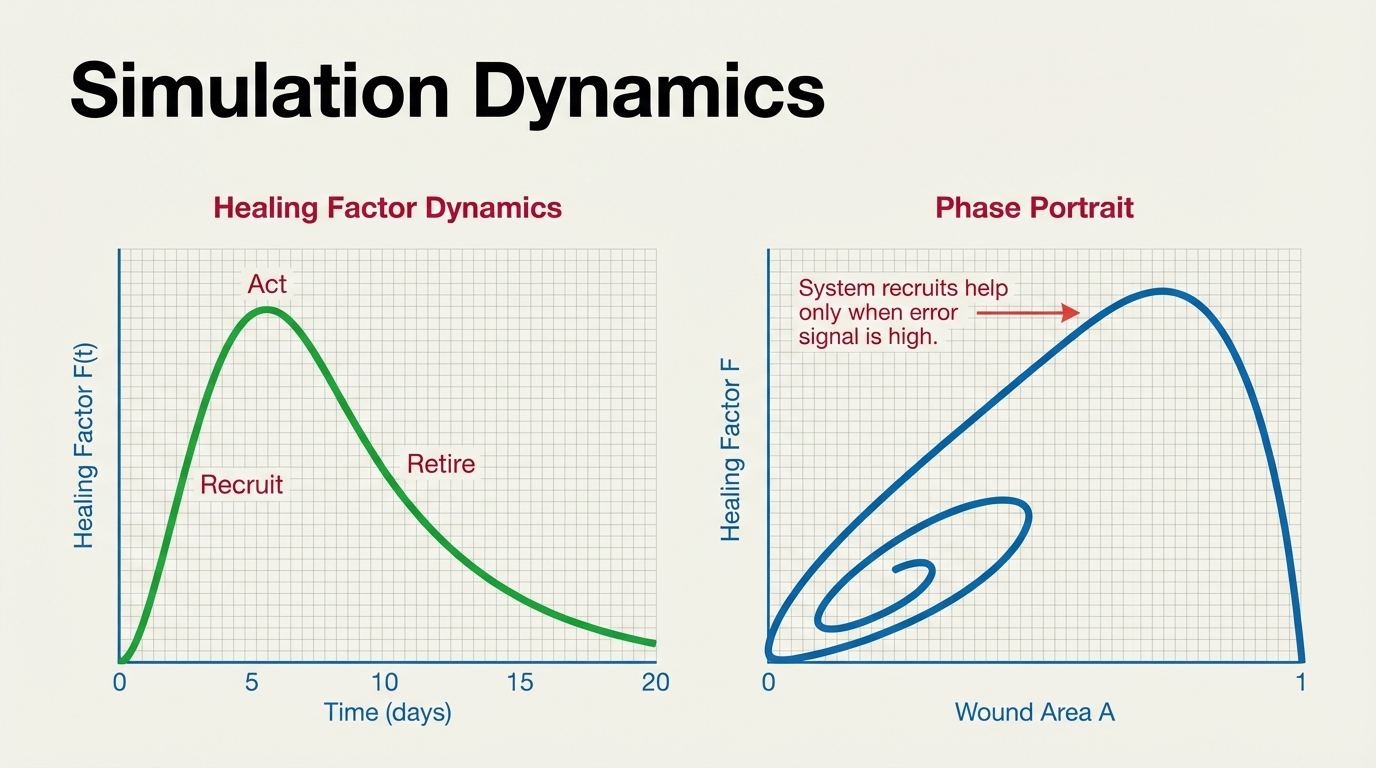 Simulation Dynamics
Healing Factor Dynamics
Act
Recruit
Retire
Healing Factor F(t)
0 5 10 15 20
Time (days)
Phase Portrait
System recruits help
only when error
signal is high.
Healing Factor F
0 1
Wound Area A